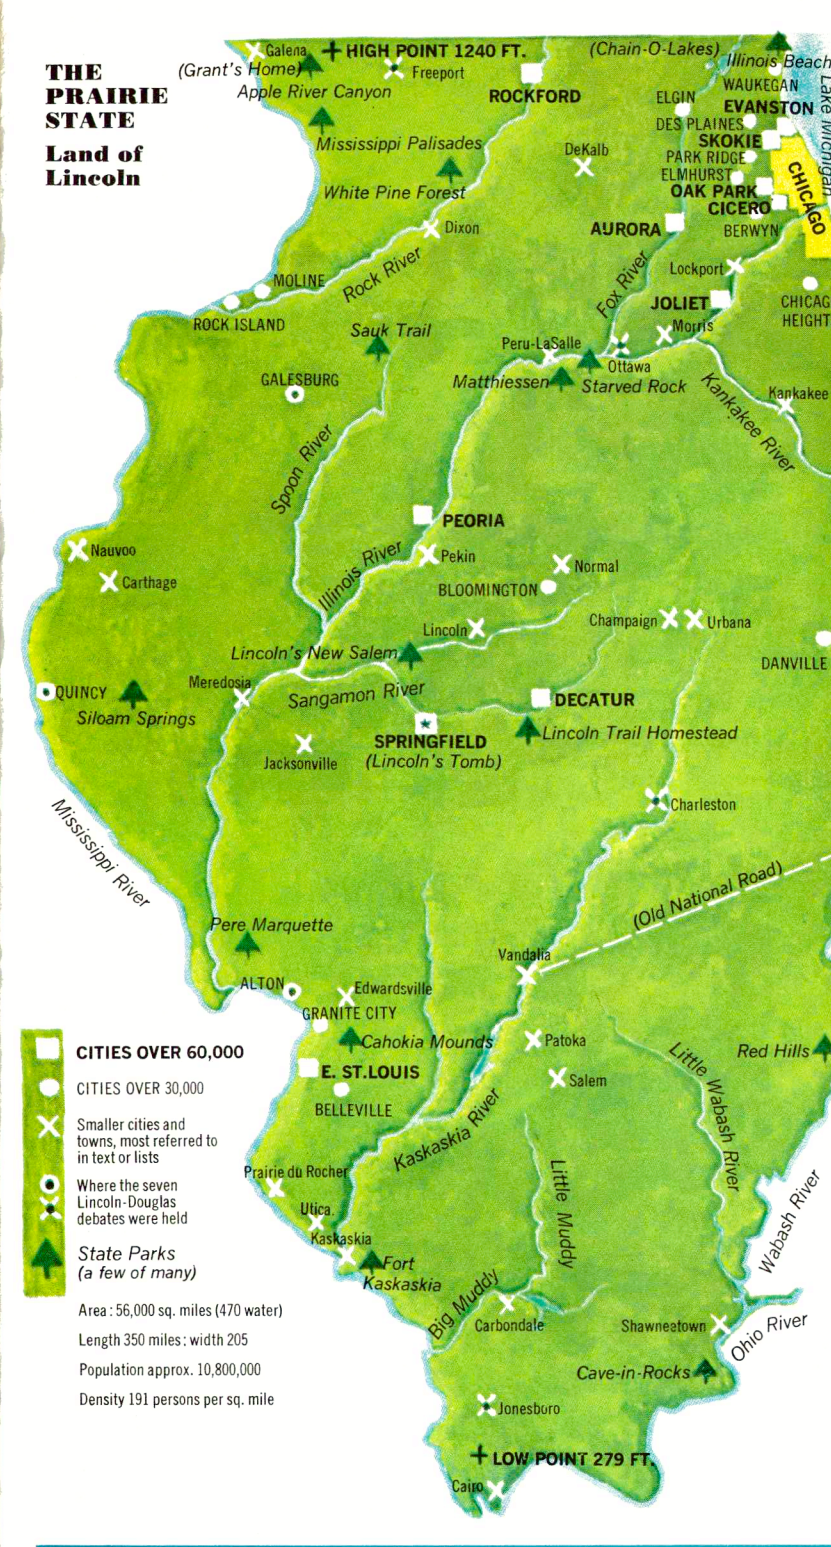 THE
PRAIRIE
STATE
Land of
Lincoln
Galena
(Grant's Home)
HIGH POINT 1240 FT.
Freeport
Apple River Canyon
ROCKFORD
(Chain-O-Lakes)
Illinois Beach
WAUKEGAN
Lake Michigan
ELGIN
EVANSTON
DES PLAINES
SKOKIE
PARK RIDGE
ELMHURST
OAK PARK
CICERO
BERWYN
CHICAGO
Mississippi Palisades
DeKalb
White Pine Forest
Dixon
AURORA
Rock River
Fox River
Lockport
MOLINE
ROCK ISLAND
JOLIET
CHICAG
HEIGHT
Morris
Sauk Trail
Peru-LaSalle
Ottawa
Matthiessen
Starved Rock
GALESBURG
Kankakee
Kankakee River
Spoon River
PEORIA
Illinois River
Pekin
Normal
BLOOMINGTON
Nauvoo
Carthage
Lincoln
Champaign
Urbana
Lincoln's New Salem
DANVILLE
QUINCY
Siloam Springs
Meredosia
Sangamon River
DECATUR
SPRINGFIELD
(Lincoln's Tomb)
Lincoln Trail Homestead
Jacksonville
Charleston
Mississippi River
(Old National Road)
Pere Marquette
Vandalia
ALTON
Edwardsville
GRANITE CITY
Cahokia Mounds
Patoka
Red Hills
E. ST. LOUIS
Salem
BELLEVILLE
Little Wabash River
Kaskaskia River
Prairie du Rocher
Little Muddy
Wabash River
Utica.
Kaskaskia
Fort
Kaskaskia
Big Muddy
Carbondale
Shawneetown
Ohio River
Cave-in-Rocks
Jonesboro
LOW POINT 279 FT.
Cairo
CITIES OVER 60,000
CITIES OVER 30,000
Smaller cities and
towns, most referred to
in text or lists
Where the seven
Lincoln-Douglas
debates were held
State Parks
(a few of many)
Area : 56,000 sq. miles (470 water)
Length 350 miles; width 205
Population approx. 10,800,000
Density 191 persons per sq. mile